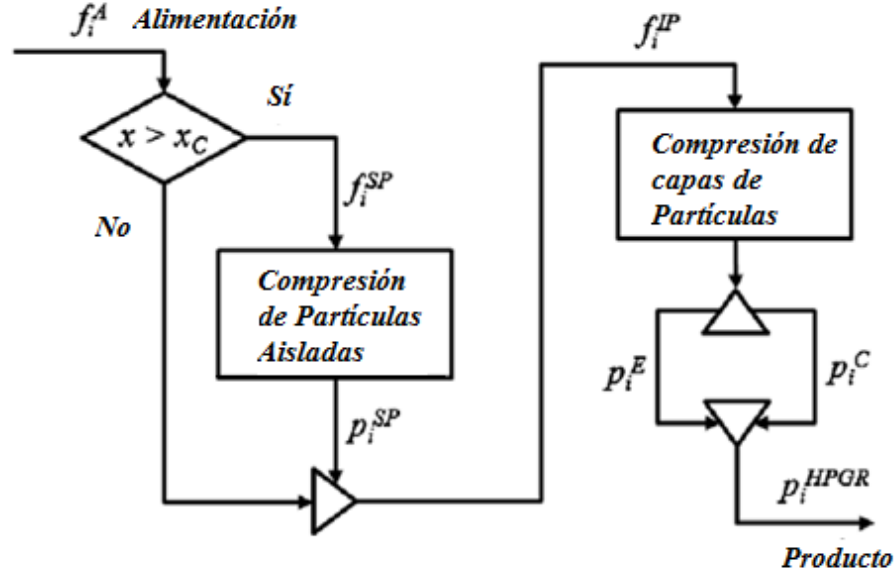 f_i^A Alimentación
x > x_C
Sí
No
f_i^SP
Compresión
de Partículas
Aisladas
p_i^SP
f_i^IP
Compresión de
capas de
Partículas
p_i^E
p_i^C
p_i^HPGR
Producto